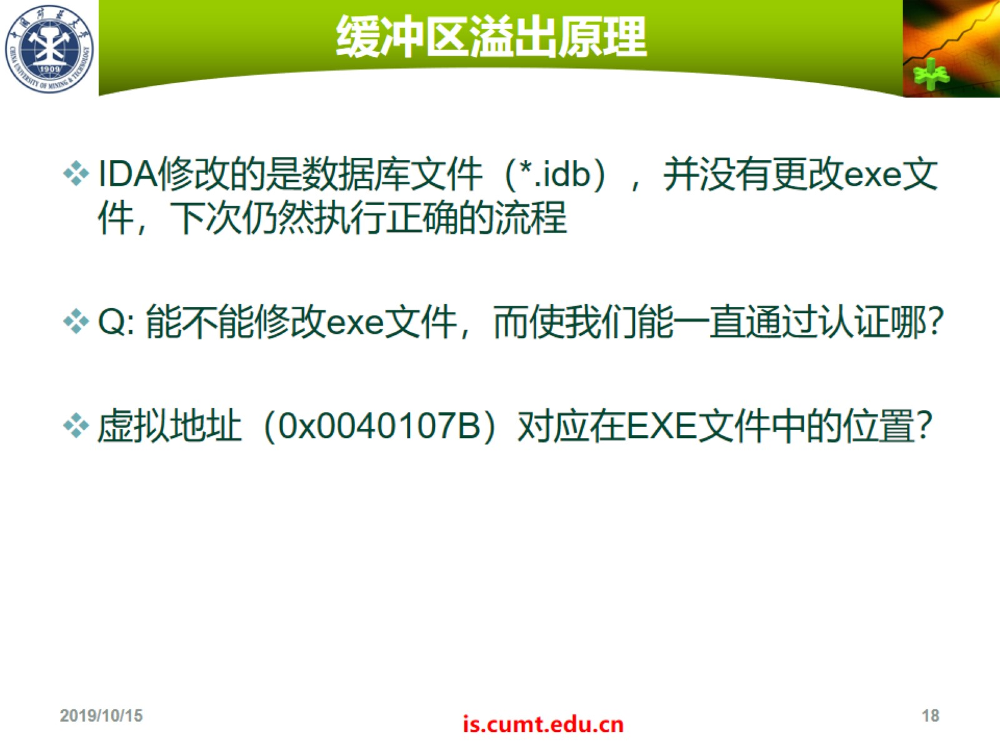 缓冲区溢出原理
中国矿业大学
CHINA UNIVERSITY OF MINING & TECHNOLOGY
1909
IDA修改的是数据库文件（*.idb），并没有更改exe文
件，下次仍然执行正确的流程
Q: 能不能修改exe文件，而使我们能一直通过认证哪？
虚拟地址（0x0040107B）对应在EXE文件中的位置？
2019/10/15
is.cumt.edu.cn
18